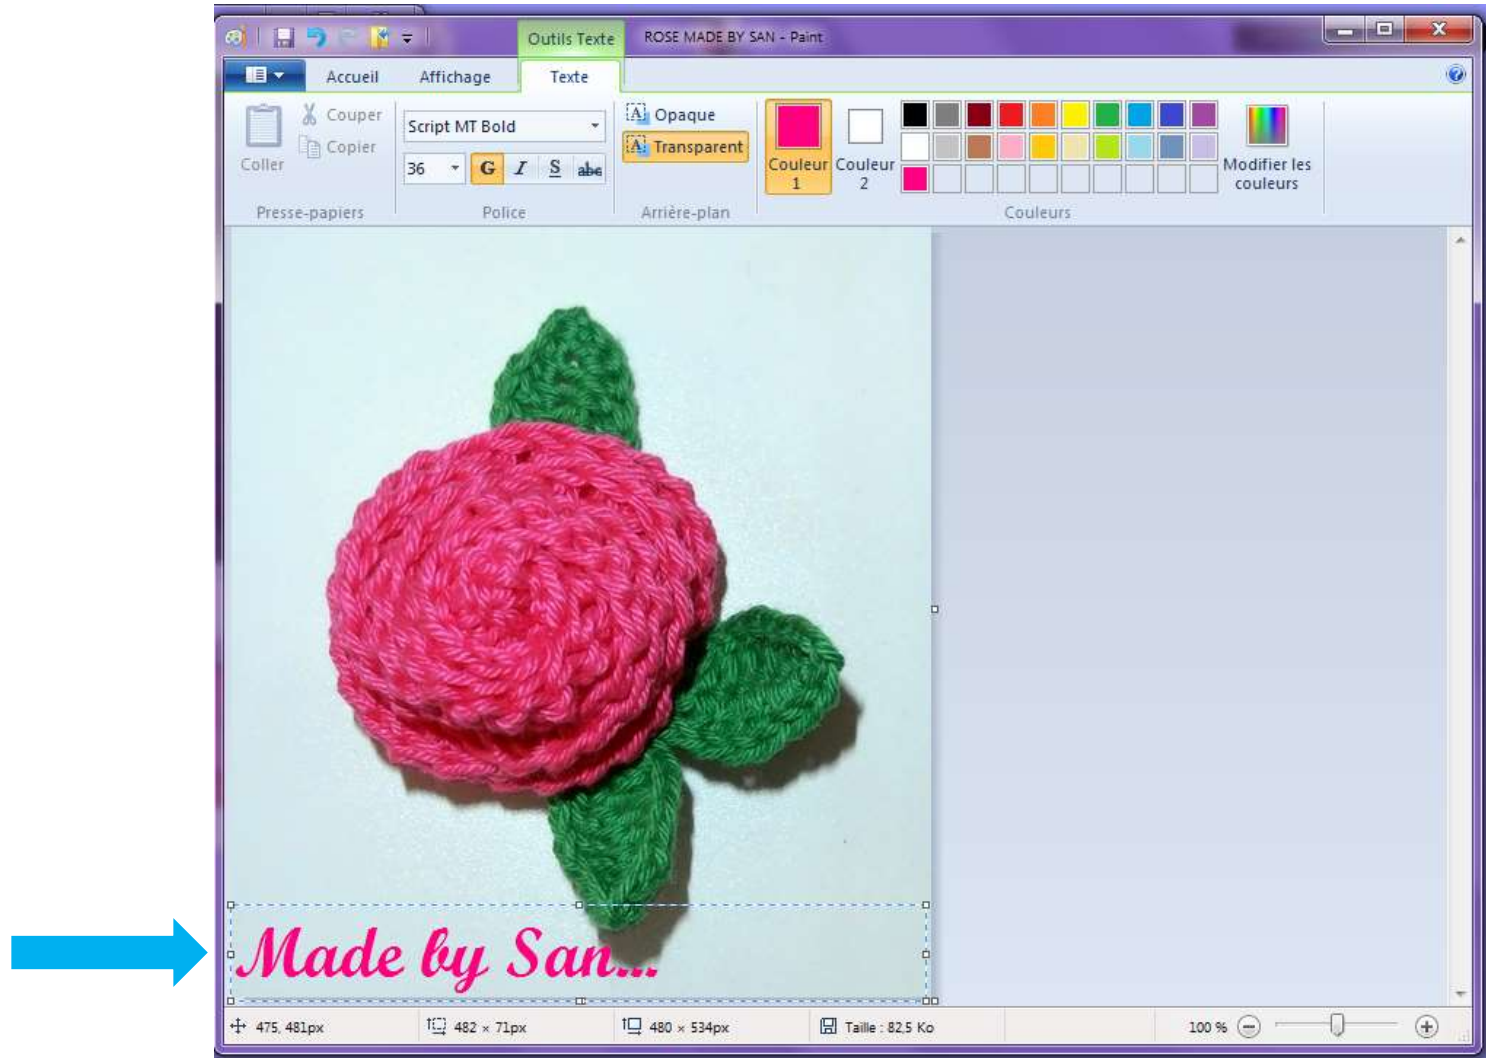 Outils Texte ROSE MADE BY SAN - Paint
Accueil Affichage Texte
Coller
Couper
Copier
Presse-papiers
Script MT Bold
36 G I S abc
Police
Opaque
Transparent
Arrière-plan
Couleur 1
Couleur 2
Modifier les couleurs
Couleurs
Made by San...
475, 481px 482 × 71px 480 × 534px Taille : 82,5 Ko 100 %